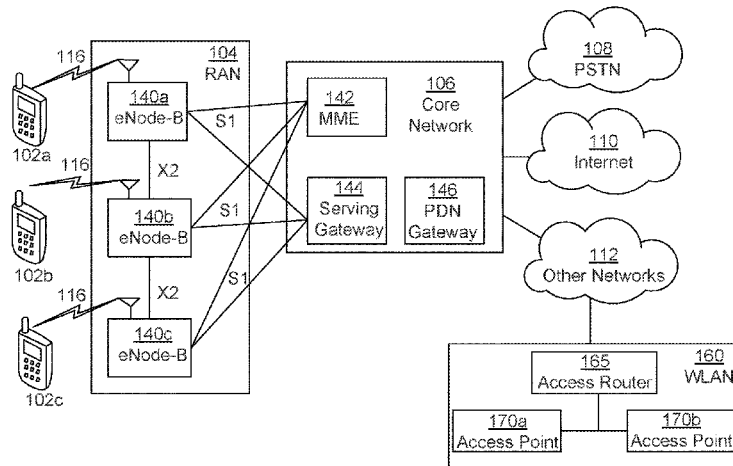 116
102a
116
102b
116
102c
104
RAN
140a
eNode-B
X2
140b
eNode-B
X2
140c
eNode-B
S1
S1
S1
106
Core
Network
142
MME
144
Serving
Gateway
146
PDN
Gateway
108
PSTN
110
Internet
112
Other Networks
160
WLAN
165
Access Router
170a
Access Point
170b
Access Point